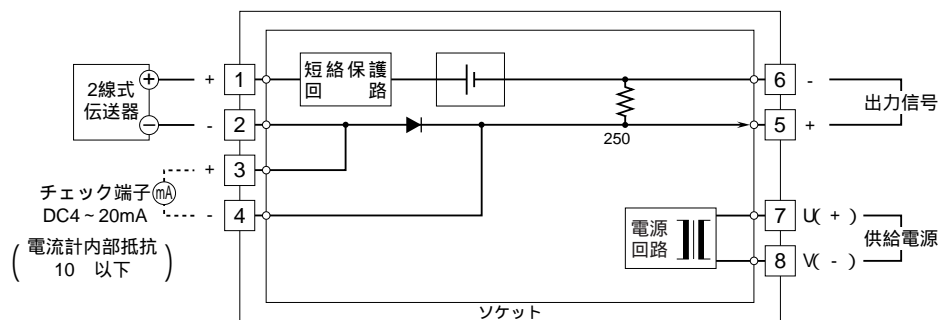 2線式
伝送器
+
-
+ 1
- 2
+ 3
- 4
チェック端子
mA
DC4~20mA
( 電流計内部抵抗
10 以下 )
短絡保護
回 路
250
6 -
5 +
出力信号
電源
回路
7 U( + )
8 V( - )
供給電源
ソケット